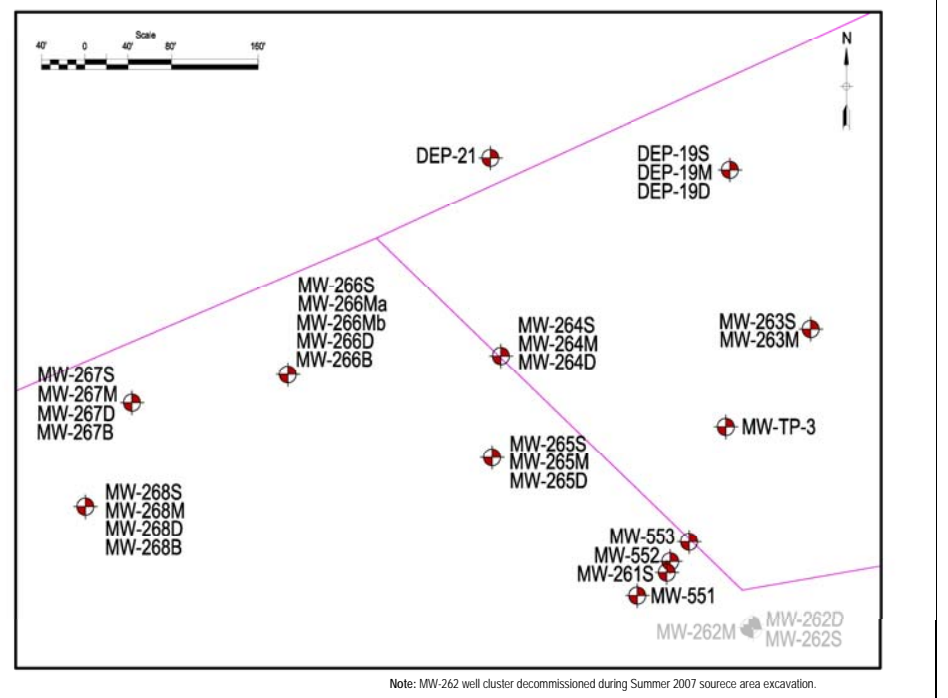 Scale
40' 0 40' 80' 160'
N
DEP-21
DEP-19S
DEP-19M
DEP-19D
MW-266S
MW-266Ma
MW-266Mb
MW-266D
MW-266B
MW-264S
MW-264M
MW-264D
MW-263S
MW-263M
MW-267S
MW-267M
MW-267D
MW-267B
MW-TP-3
MW-265S
MW-265M
MW-265D
MW-268S
MW-268M
MW-268D
MW-268B
MW-553
MW-552
MW-261S
MW-551
MW-262M
MW-262D
MW-262S
Note: MW-262 well cluster decommissioned during Summer 2007 sourece area excavation.